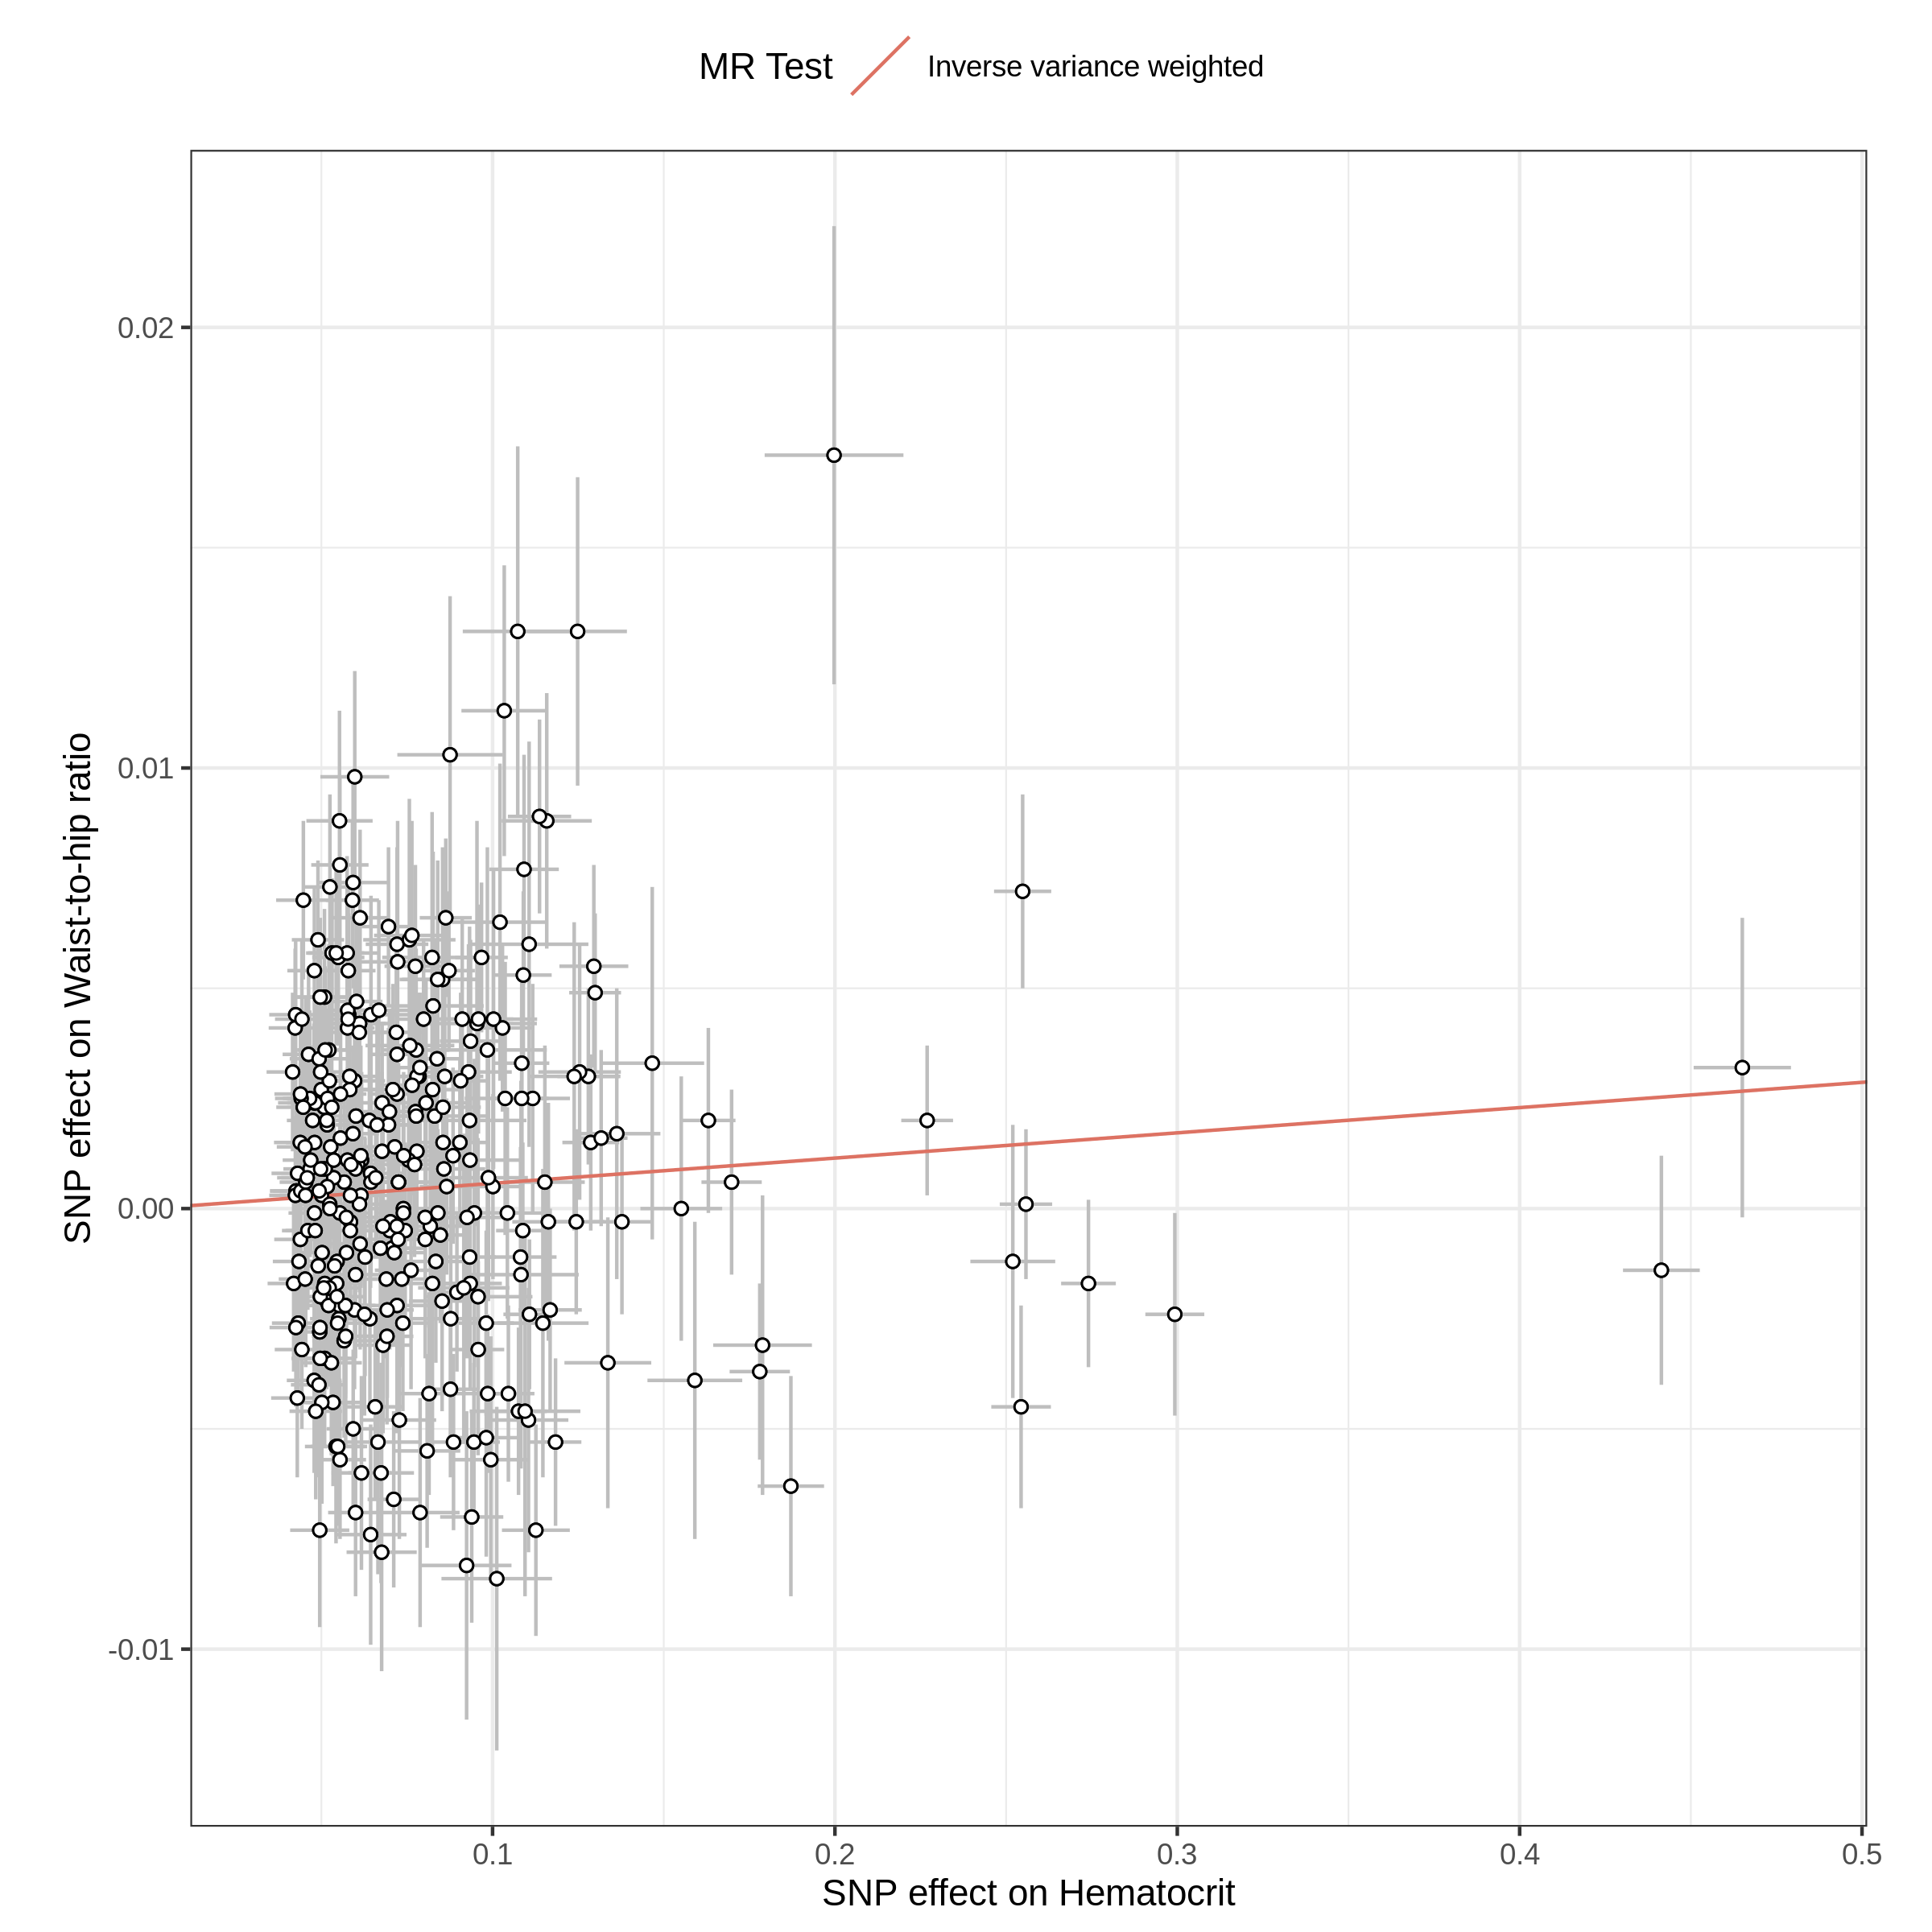 MR Test Inverse variance weighted
SNP effect on Waist-to-hip ratio
0.02
0.01
0.00
-0.01
0.1 0.2 0.3 0.4 0.5
SNP effect on Hematocrit